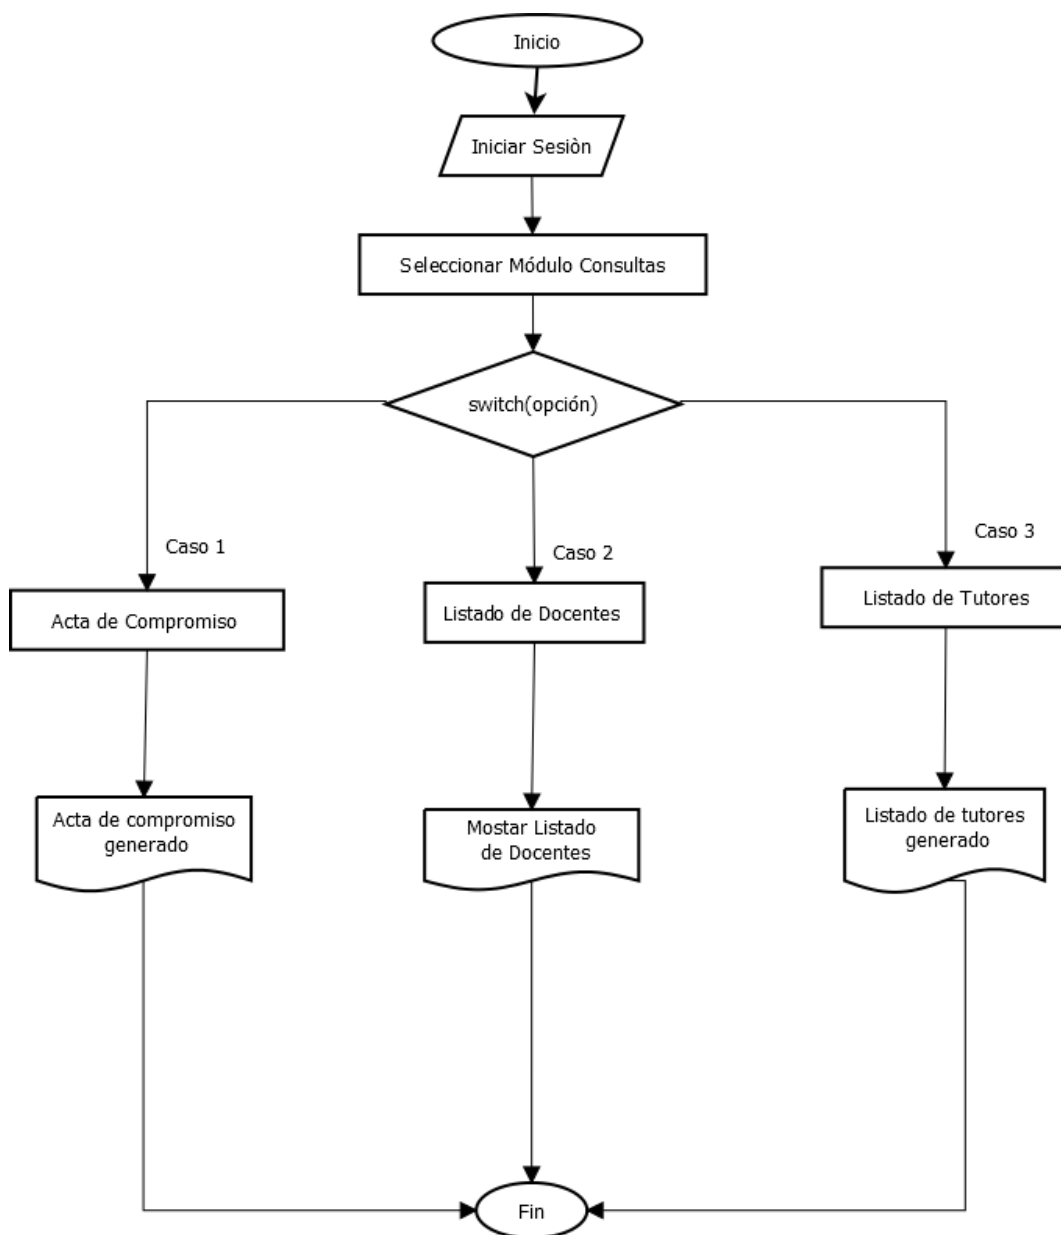 Inicio
Iniciar Sesiòn
Seleccionar Módulo Consultas
switch(opción)
Caso 1
Caso 2
Caso 3
Acta de Compromiso
Listado de Docentes
Listado de Tutores
Acta de compromiso
generado
Mostar Listado
de Docentes
Listado de tutores
generado
Fin